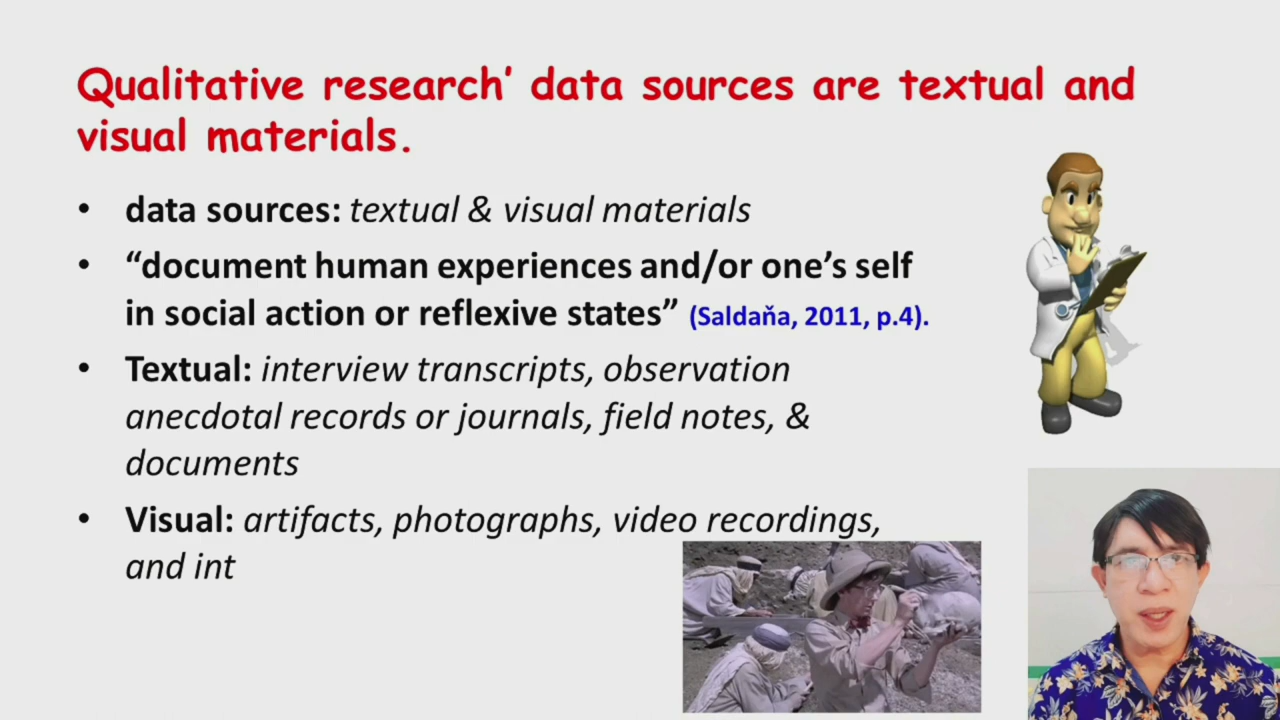 Qualitative research’ data sources are textual and
visual materials.
• data sources: textual & visual materials
• “document human experiences and/or one’s self
in social action or reflexive states” (Saldaňa, 2011, p.4).
• Textual: interview transcripts, observation
anecdotal records or journals, field notes, &
documents
• Visual: artifacts, photographs, video recordings,
and int